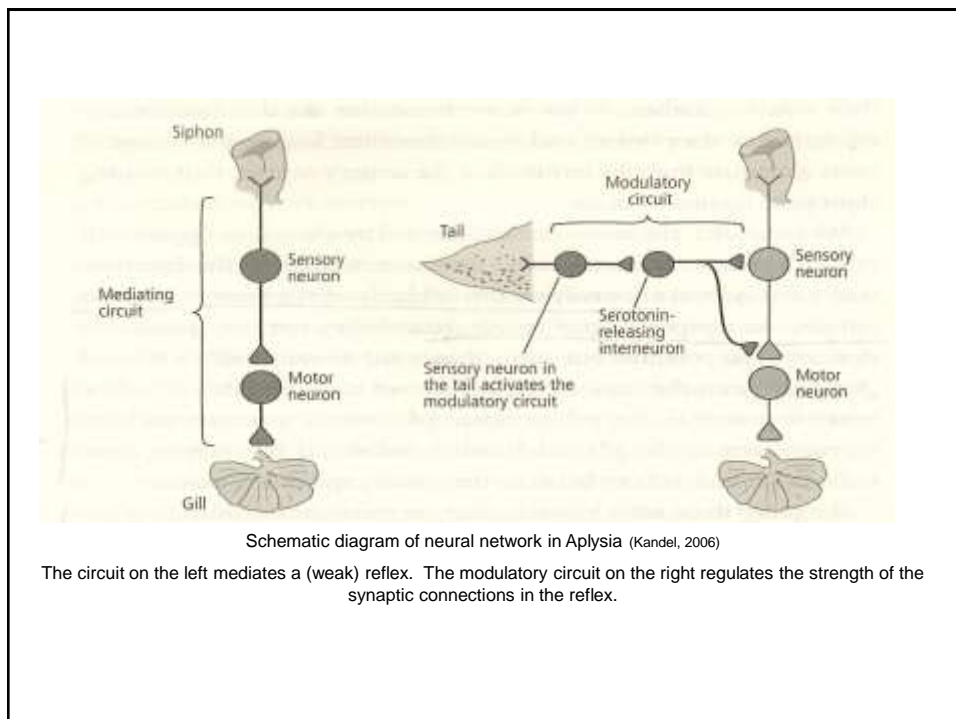 Siphon
Sensory
neuron
Mediating
circuit
Motor
neuron
Gill
Modulatory
circuit
Tail
Sensory
neuron
Serotonin-
releasing
interneuron
Sensory neuron in
the tail activates the
modulatory circuit
Motor
neuron
Schematic diagram of neural network in Aplysia (Kandel, 2006)
The circuit on the left mediates a (weak) reflex. The modulatory circuit on the right regulates the strength of the
synaptic connections in the reflex.